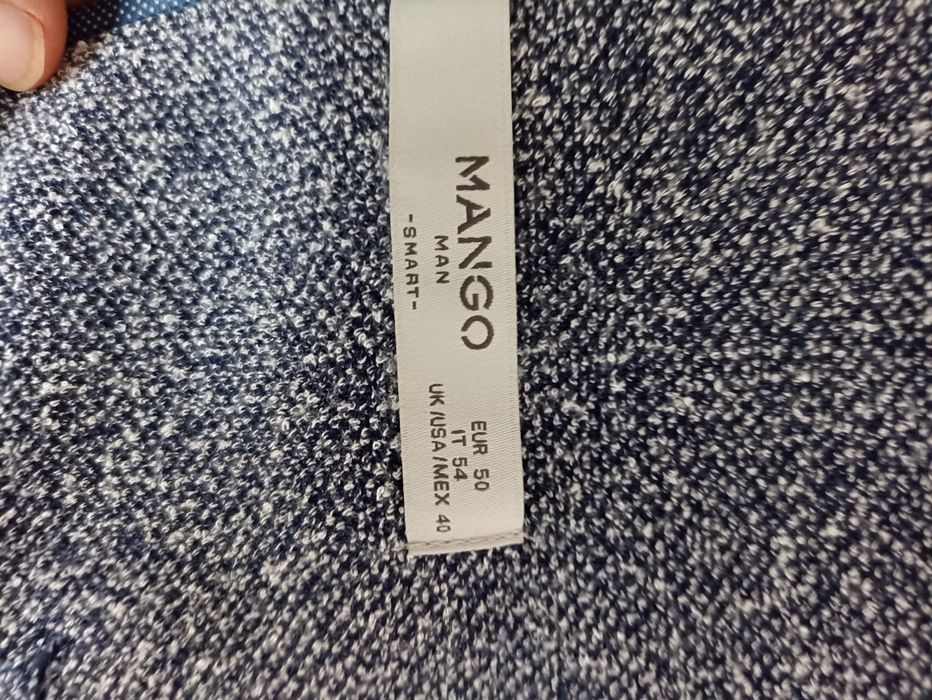 MANGO
MAN
-SMART-
EUR 50
IT 54
UK/USA/MEX 40